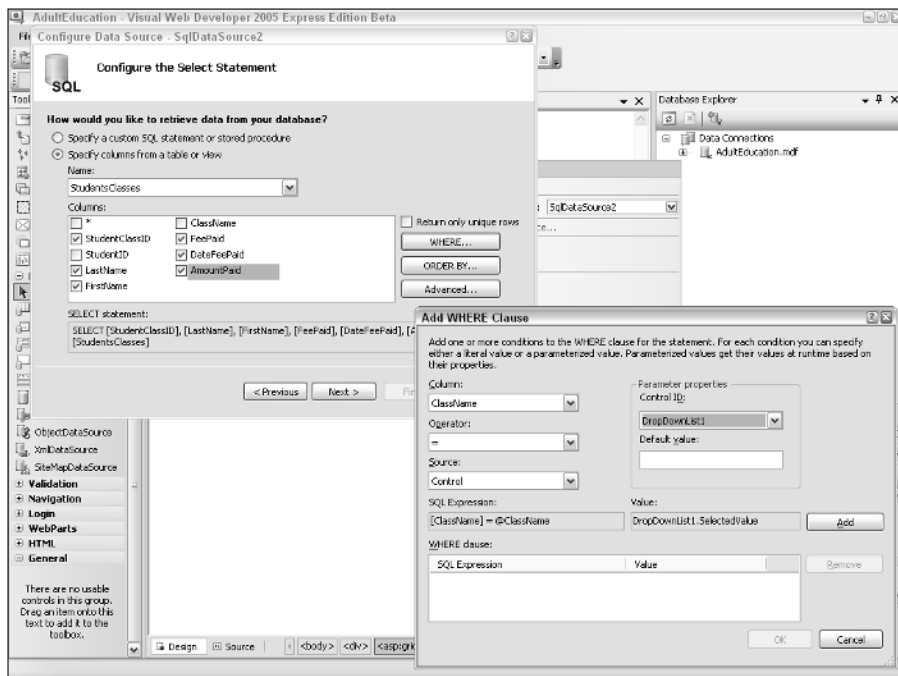 AdultEducation - Visual Web Developer 2005 Express Edition Beta
Configure Data Source - SqlDataSource2
SQL
Configure the Select Statement
How would you like to retrieve data from your database?
Specify a custom SQL statement or stored procedure
Specify columns from a table or view
Name:
StudentsClasses
Columns:
* ClassName
StudentClassID FeePaid
StudentID DateFeePaid
LastName AmountPaid
FirstName
Return only unique rows
WHERE...
ORDER BY...
Advanced...
SELECT statement:
SELECT [StudentClassID], [LastName], [FirstName], [FeePaid], [DateFeePaid],
[StudentsClasses]
< Previous Next >
Database Explorer
Data Connections
AdultEducation.mdf
SqlDataSource2
Add WHERE Clause
Add one or more conditions to the WHERE clause for the statement. For each condition you can specify
either a literal value or a parameterized value. Parameterized values get their values at runtime based on
their properties.
Column:
ClassName
Operator:
=
Source:
Control
Parameter properties
Control ID:
DropDownList1
Default value:
SQL Expression:
[ClassName] = @ClassName
Value:
DropDownList1.SelectedValue
Add
WHERE clause:
SQL Expression Value
Remove
OK Cancel
ObjectDataSource
XmlDataSource
SiteMapDataSource
Validation
Navigation
Login
WebParts
HTML
General
There are no usable
controls in this group.
Drag an item onto this
text to add it to the
toolbox.
Design Source <body> <div>